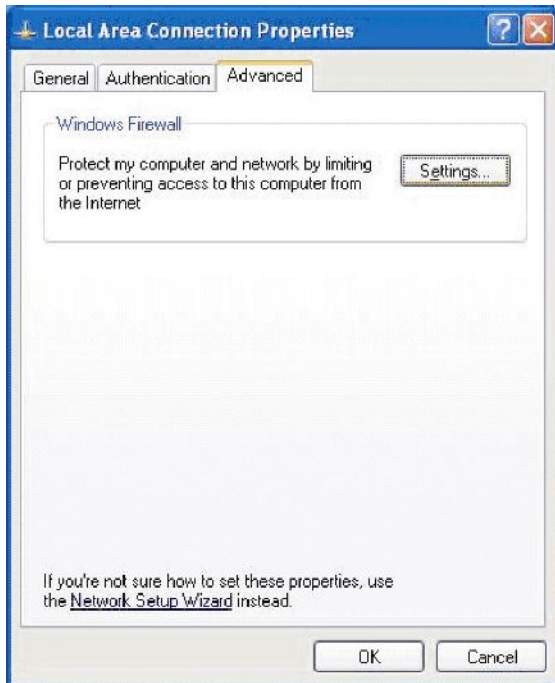 Local Area Connection Properties
General Authentication Advanced
Windows Firewall
Protect my computer and network by limiting
or preventing access to this computer from
the Internet
Settings...
If you're not sure how to set these properties, use
the Network Setup Wizard instead.
OK Cancel